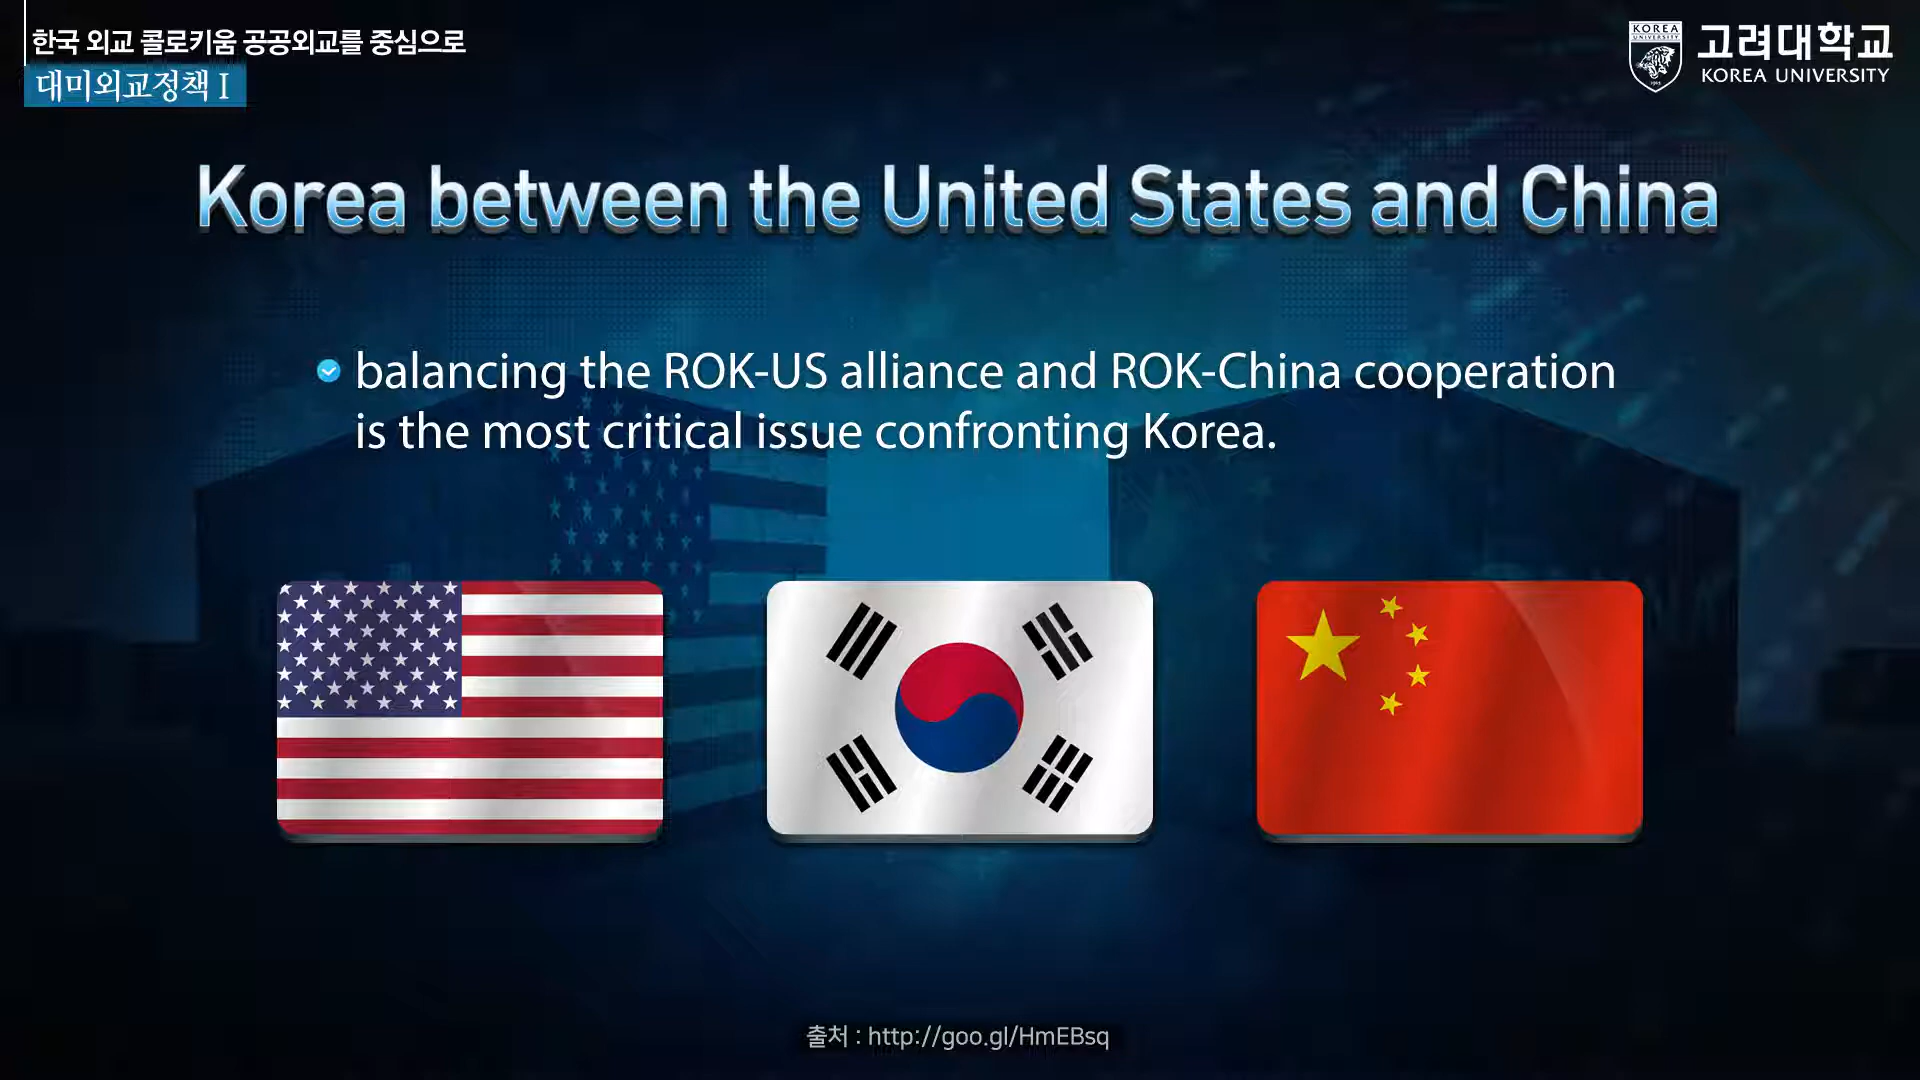 한국 외교 콜로키움 공공외교를 중심으로
대미외교정책 I
KOREA
UNIVERSITY
1905
고려대학교
KOREA UNIVERSITY
Korea between the United States and China
balancing the ROK-US alliance and ROK-China cooperation
is the most critical issue confronting Korea.
출처 : http://goo.gl/HmEBsq